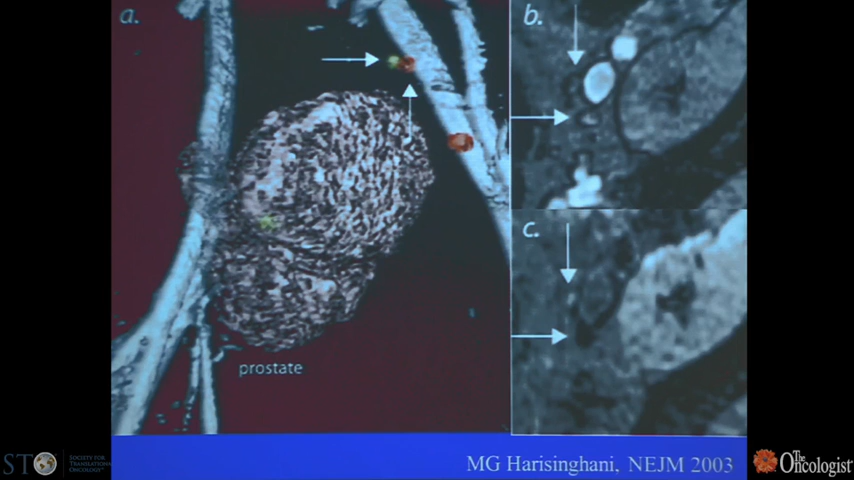 a.
b.
c.
prostate
MG Harisinghani, NEJM 2003
STO
SOCIETY FOR
TRANSLATIONAL
ONCOLOGY
The
Oncologist